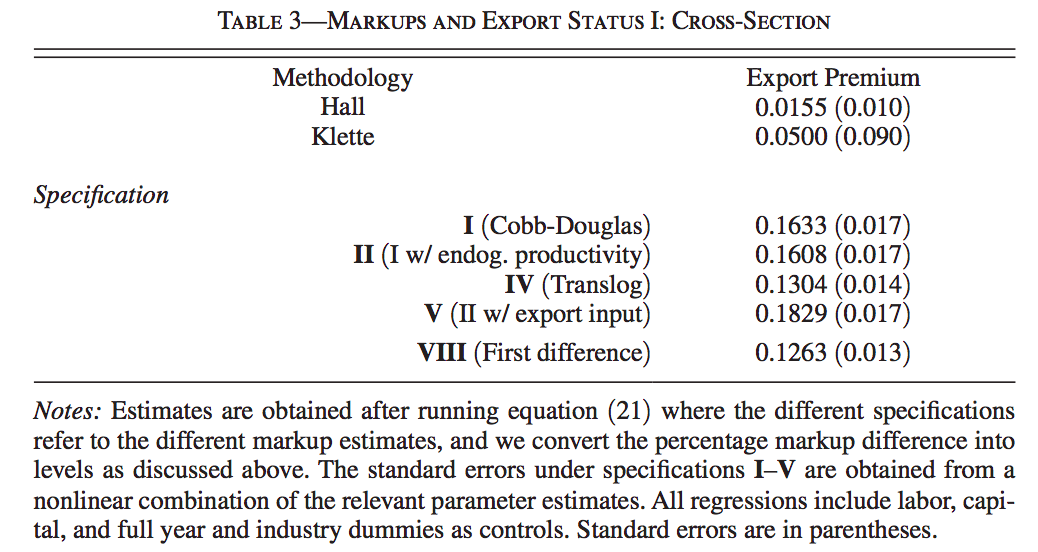 TABLE 3—MARKUPS AND EXPORT STATUS I: CROSS-SECTION
Methodology Export Premium
Hall 0.0155 (0.010)
Klette 0.0500 (0.090)
Specification
I (Cobb-Douglas) 0.1633 (0.017)
II (I w/ endog. productivity) 0.1608 (0.017)
IV (Translog) 0.1304 (0.014)
V (II w/ export input) 0.1829 (0.017)
VIII (First difference) 0.1263 (0.013)
Notes: Estimates are obtained after running equation (21) where the different specifications
refer to the different markup estimates, and we convert the percentage markup difference into
levels as discussed above. The standard errors under specifications I–V are obtained from a
nonlinear combination of the relevant parameter estimates. All regressions include labor, capi-
tal, and full year and industry dummies as controls. Standard errors are in parentheses.